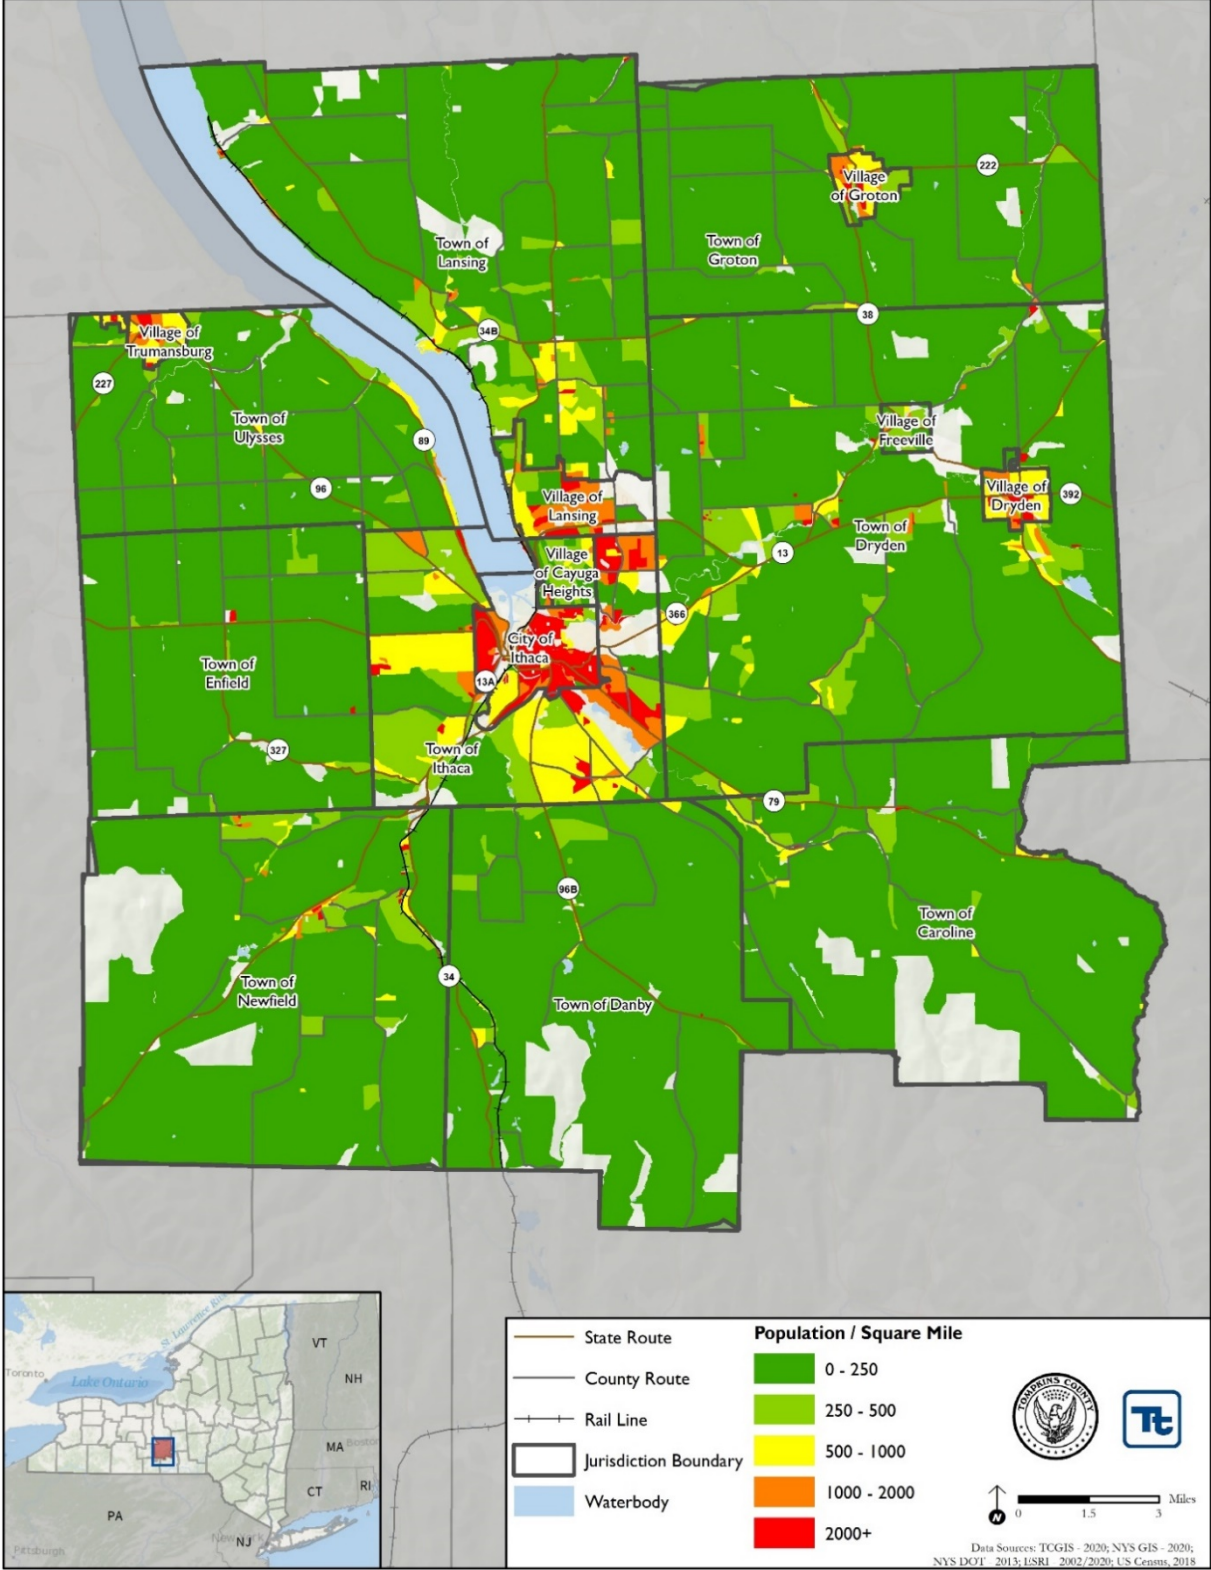 222
Village
of Groton
Town of
Lansing
Town of
Groton
38
34B
Village of
Trumansburg
227
Town of
Ulysses
89
Village of
Freeville
96
Village of
Lansing
Village of
Dryden
392
Town of
Dryden
13
Village
of Cayuga
Heights
366
City of
Ithaca
Town of
Enfield
13A
327
Town of
Ithaca
79
96B
Town of
Caroline
34
Town of
Newfield
Town of Danby
St. Lawrence River
Toronto
Lake Ontario
VT
NH
MA
Boston
CT
RI
PA
New York
NJ
Pittsburgh
State Route
County Route
Rail Line
Jurisdiction Boundary
Waterbody
Population / Square Mile
0 - 250
250 - 500
500 - 1000
1000 - 2000
2000+
TOMPKINS COUNTY
Tt
N
0 1.5 3
Miles
Data Sources: TCGIS - 2020; NYS GIS - 2020;
NYS DOT - 2013; ESRI - 2002/2020; US Census, 2018